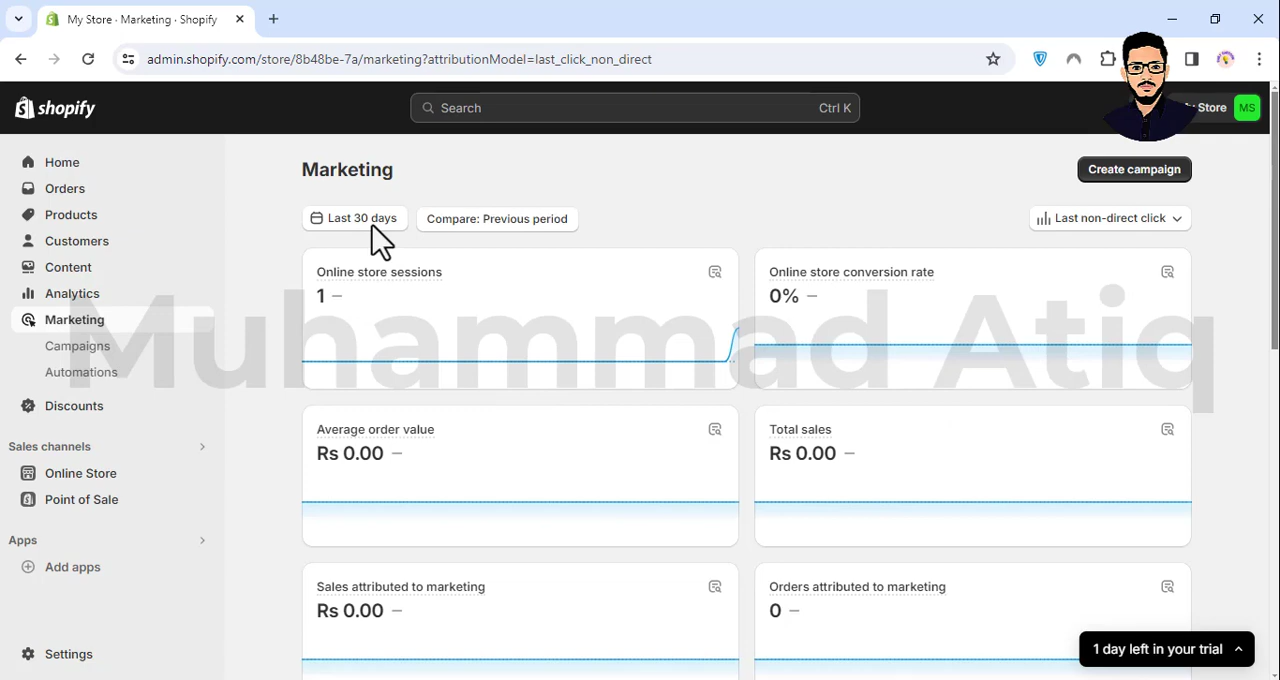 My Store · Marketing · Shopify
admin.shopify.com/store/8b48be-7a/marketing?attributionModel=last_click_non_direct
shopify
Search
Ctrl K
Store
MS
Home
Orders
Products
Customers
Content
Analytics
Marketing
Campaigns
Automations
Discounts
Sales channels
Online Store
Point of Sale
Apps
Add apps
Settings
Marketing
Create campaign
Last 30 days
Compare: Previous period
Last non-direct click
Online store sessions
1 —
Online store conversion rate
0% —
Muhammad Atiq
Average order value
Rs 0.00 —
Total sales
Rs 0.00 —
Sales attributed to marketing
Rs 0.00 —
Orders attributed to marketing
0 —
1 day left in your trial